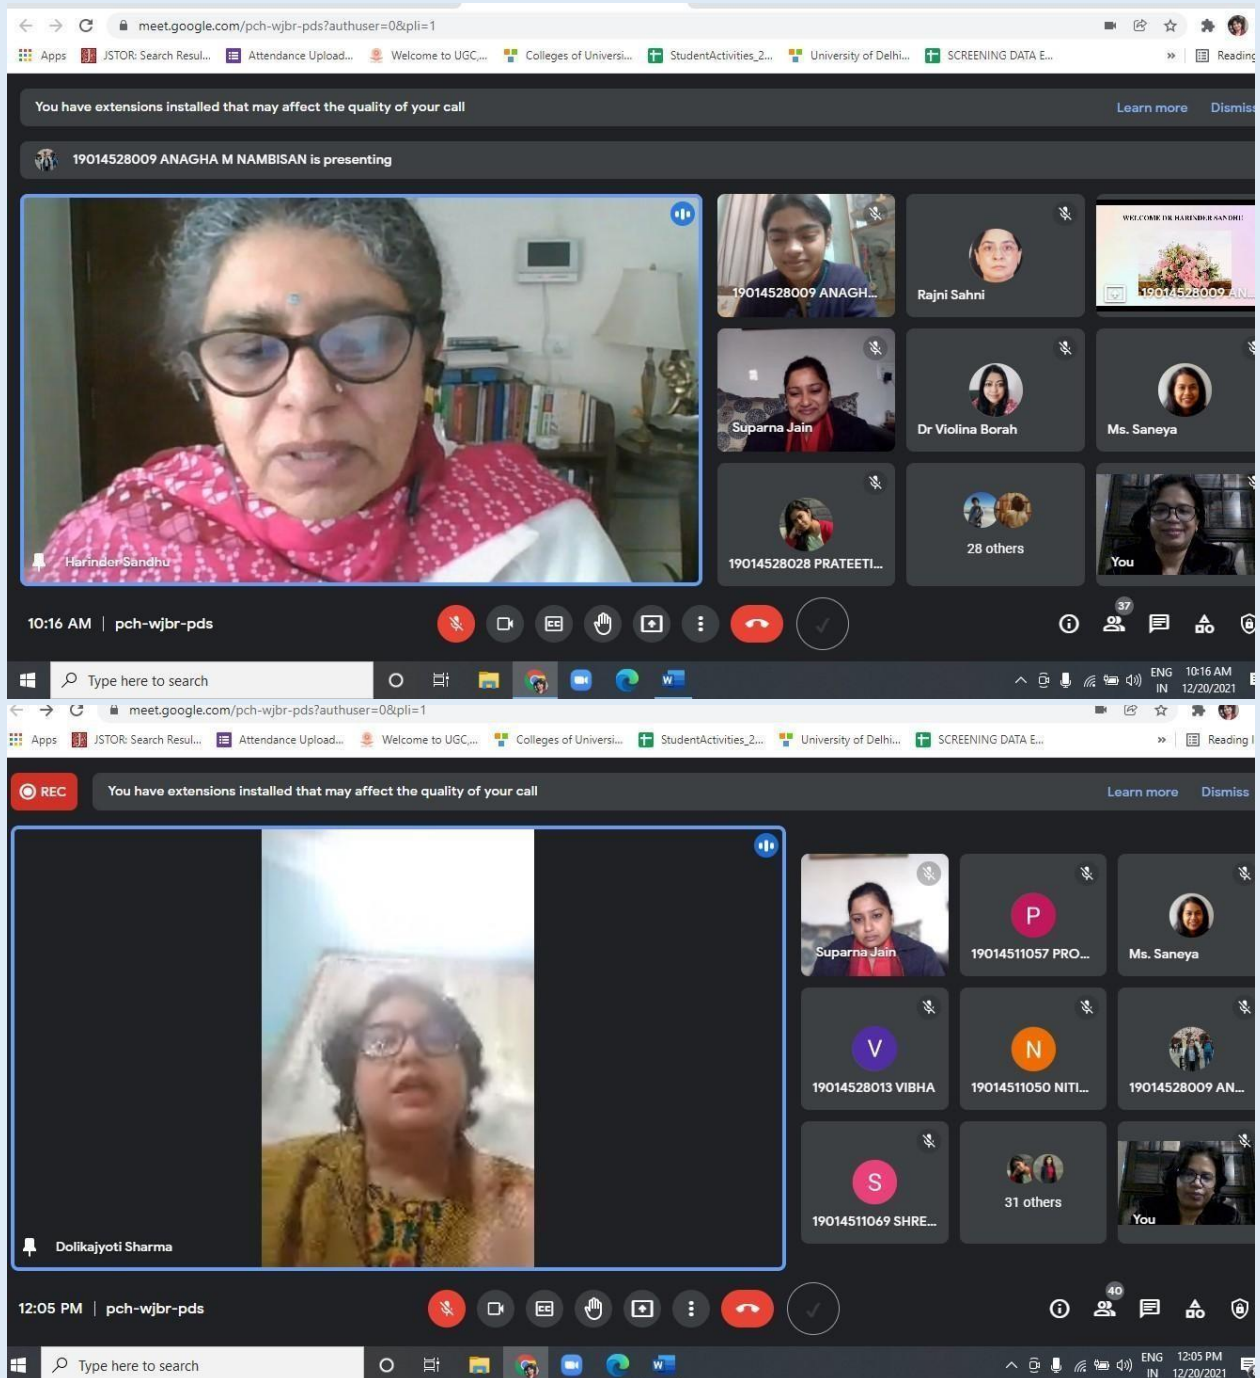 meet.google.com/pch-wjbr-pds?authuser=0&pli=1
Apps JSTOR: Search Resul... Attendance Upload... Welcome to UGC,... Colleges of Universi... StudentActivities_2... University of Delhi... SCREENING DATA E... » Reading
You have extensions installed that may affect the quality of your call Learn more Dismiss
19014528009 ANAGHA M NAMBISAN is presenting
WELCOME DR HARINDER SANDHU
19014528009 ANAGH... Rajni Sahni 19014528009 AN...
Suparna Jain Dr Violina Borah Ms. Saneya
28 others
Harinder Sandhu 19014528028 PRATEETI... You
10:16 AM | pch-wjbr-pds CC 37
Type here to search W ENG 10:16 AM
IN 12/20/2021
meet.google.com/pch-wjbr-pds?authuser=0&pli=1
Apps JSTOR: Search Resul... Attendance Upload... Welcome to UGC,... Colleges of Universi... StudentActivities_2... University of Delhi... SCREENING DATA E... » Reading l
REC You have extensions installed that may affect the quality of your call Learn more Dismiss
P
Suparna Jain 19014511057 PRO... Ms. Saneya
V N
19014528013 VIBHA 19014511050 NITI... 19014528009 AN...
S 31 others
19014511069 SHRE... You
Dolikajyoti Sharma
12:05 PM | pch-wjbr-pds CC 40
Type here to search W ENG 12:05 PM
IN 12/20/2021